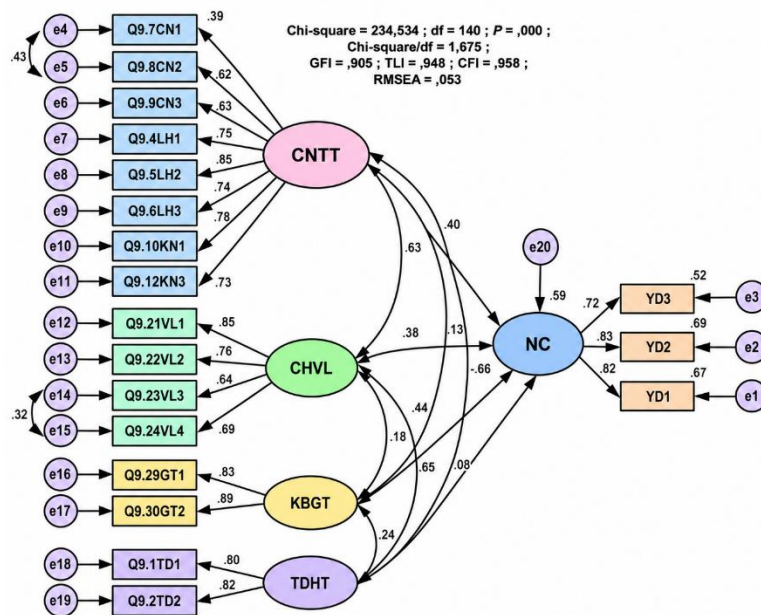 Chi-square = 234,534 ; df = 140 ; P = ,000 ;
Chi-square/df = 1,675 ;
GFI = ,905 ; TLI = ,948 ; CFI = ,958 ;
RMSEA = ,053
e4
Q9.7CN1
.39
.43
e5
Q9.8CN2
.62
e6
Q9.9CN3
.63
e7
Q9.4LH1
.75
e8
Q9.5LH2
.85
e9
Q9.6LH3
.74
e10
Q9.10KN1
.78
e11
Q9.12KN3
.73
CNTT
.40
.63
e20
.59
e12
Q9.21VL1
.85
e13
Q9.22VL2
.76
e14
Q9.23VL3
.64
.32
e15
Q9.24VL4
.69
CHVL
.38
.13
-.66
NC
.72
YD3
.52
e3
.83
YD2
.69
e2
.82
YD1
.67
e1
.44
.18
.65
.08
e16
Q9.29GT1
.83
e17
Q9.30GT2
.89
KBGT
.24
e18
Q9.1TD1
.80
e19
Q9.2TD2
.82
TDHT